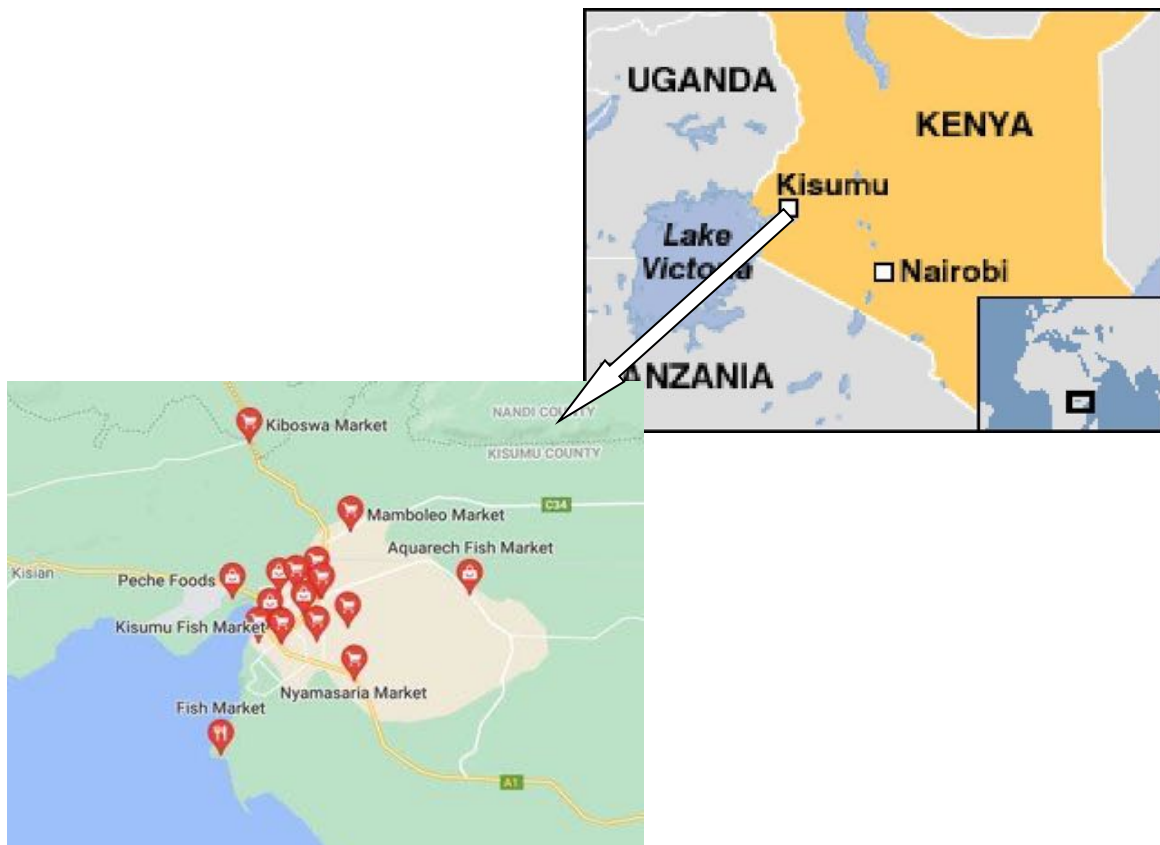 UGANDA
KENYA
Kisumu
Lake
Victoria
Nairobi
ANZANIA
NANDI COUNTY
KISUMU COUNTY
Kiboswa Market
C34
Mamboleo Market
Aquarech Fish Market
Kisian
Peche Foods
Kisumu Fish Market
Nyamasaria Market
Fish Market
A1